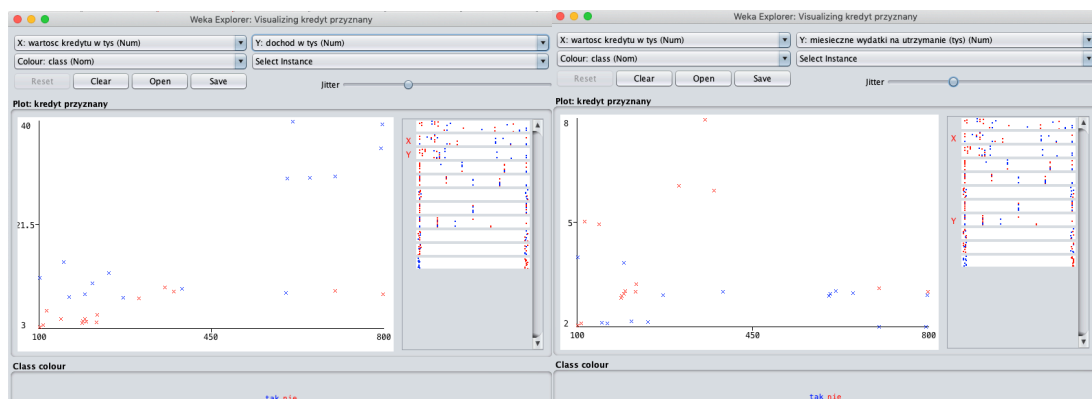 Weka Explorer: Visualizing kredyt przyznany
X: wartosc kredytu w tys (Num)
Y: dochod w tys (Num)
Colour: class (Nom)
Select Instance
Reset
Clear
Open
Save
Jitter
Plot: kredyt przyznany
40
21.5
3
100
450
800
X
Y
Class colour
tak nie
Weka Explorer: Visualizing kredyt przyznany
X: wartosc kredytu w tys (Num)
Y: miesieczne wydatki na utrzymanie (tys) (Num)
Colour: class (Nom)
Select Instance
Reset
Clear
Open
Save
Jitter
Plot: kredyt przyznany
8
5
2
100
450
800
X
Y
Class colour
tak nie